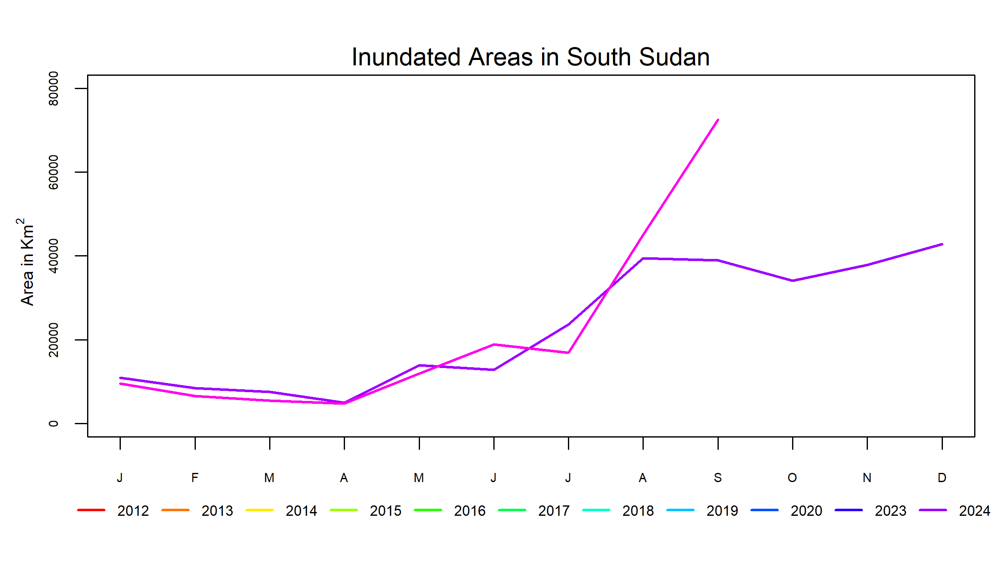 Inundated Areas in South Sudan
Area in Km²
80000
60000
40000
20000
0
J F M A M J J A S O N D
2012 2013 2014 2015 2016 2017 2018 2019 2020 2023 2024